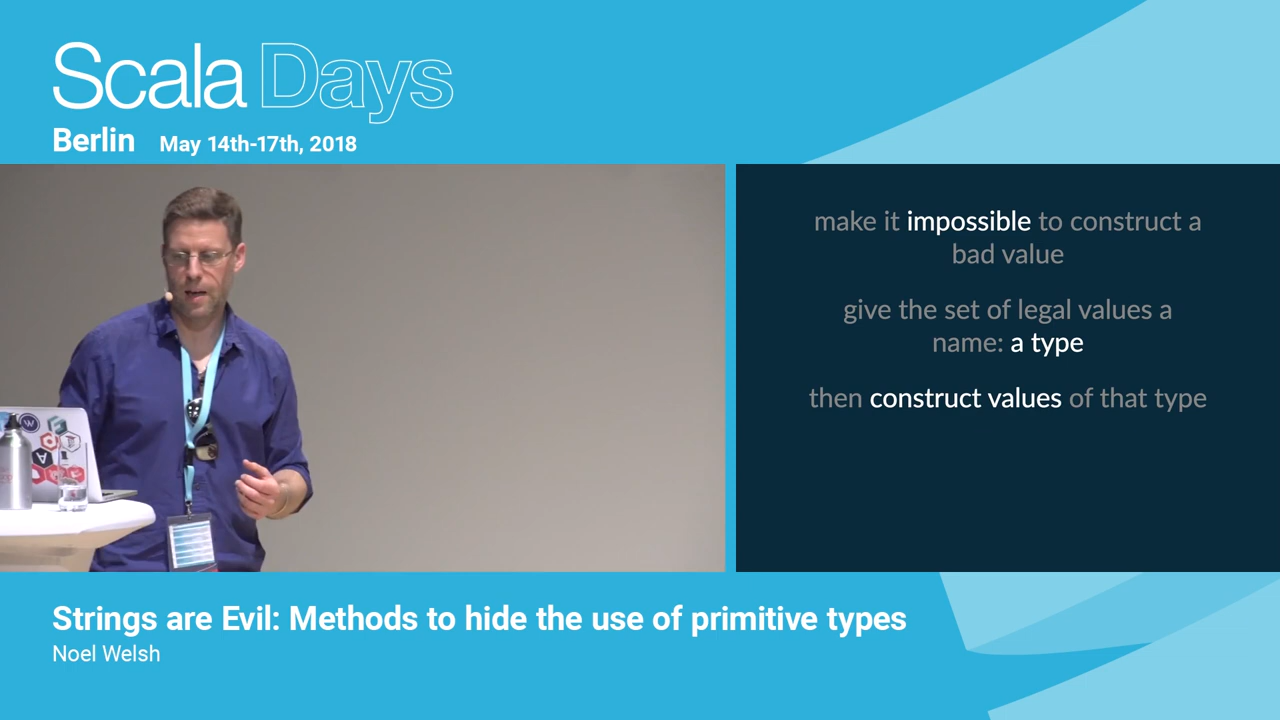 Scala Days
Berlin May 14th-17th, 2018
make it impossible to construct a
bad value
give the set of legal values a
name: a type
then construct values of that type
Strings are Evil: Methods to hide the use of primitive types
Noel Welsh